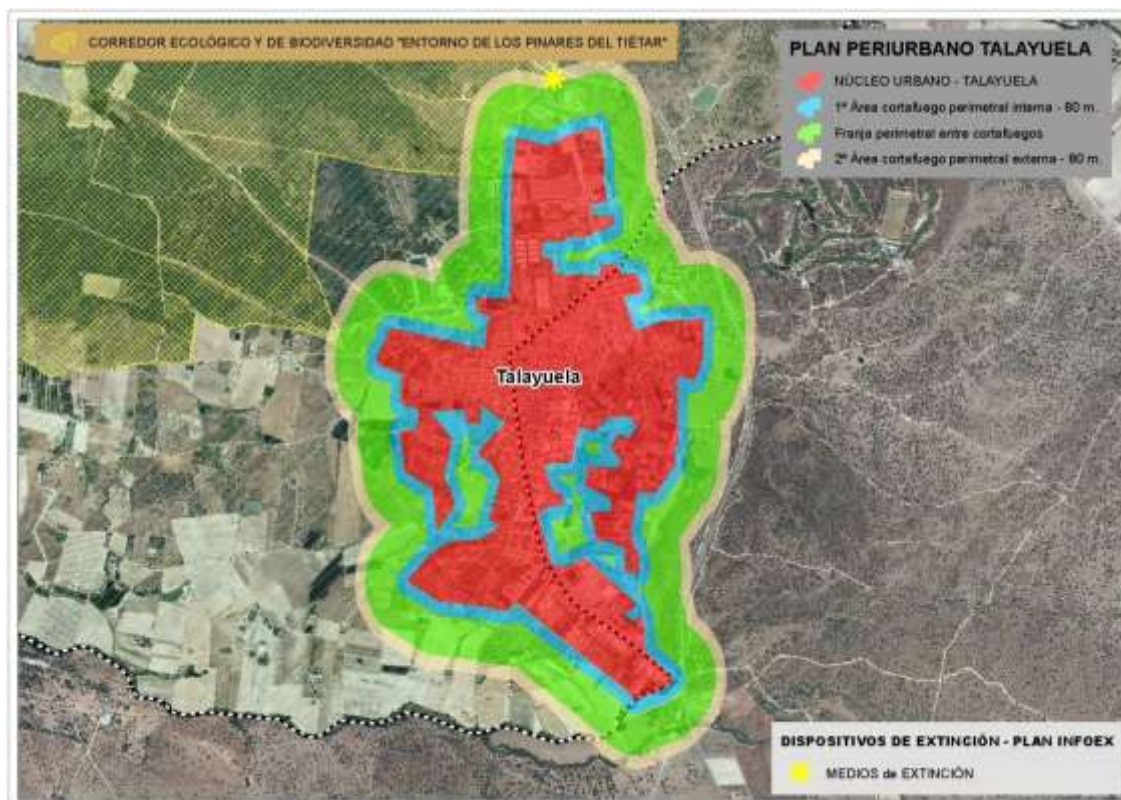 CORREDOR ECOLÓGICO Y DE BIODIVERSIDAD "ENTORNO DE LOS PINARES DEL TIÉTAR"
PLAN PERIURBANO TALAYUELA
NÚCLEO URBANO - TALAYUELA
1ª Área cortafuego perimetral interna - 80 m.
Franja perimetral entre cortafuegos
2ª Área cortafuego perimetral externa - 80 m.
Talayuela
DISPOSITIVOS DE EXTINCIÓN - PLAN INFOEX
MEDIOS de EXTINCIÓN